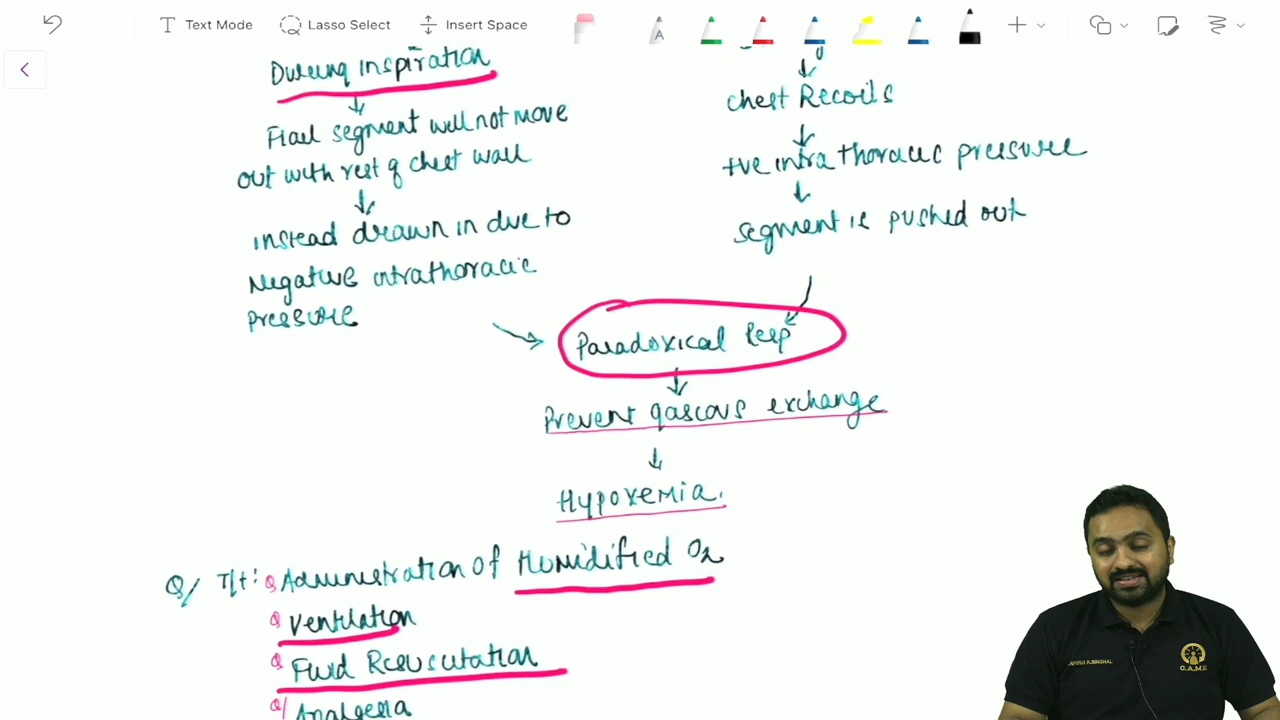 Text Mode
Lasso Select
Insert Space
During inspiration
Flail segment will not move
out with rest of chest wall
instead drawn in due to
Negative intrathoracic
pressure
chest Recoils
+ve intra thoracic pressure
segment is pushed out
Paradoxical Resp
Prevent gaseous exchange
Hypoxemia.
T/t: Administration of Humidified O2
Ventilation
Fluid Resuscitation
Analgesia
G.A.M.S